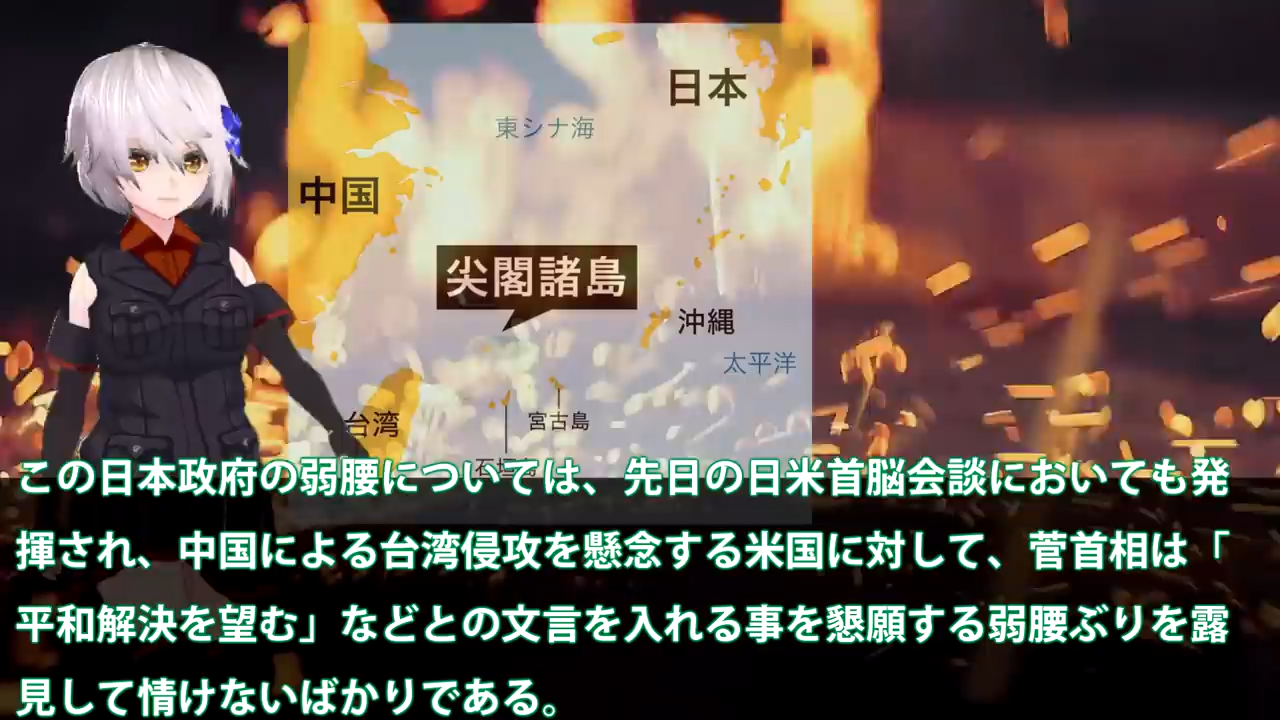 日本
東シナ海
中国
尖閣諸島
沖縄
太平洋
台湾
宮古島
石垣島
この日本政府の弱腰については、先日の日米首脳会談においても発
揮され、中国による台湾侵攻を懸念する米国に対して、菅首相は「
平和解決を望む」などとの文言を入れる事を懇願する弱腰ぶりを露
見して情けないばかりである。